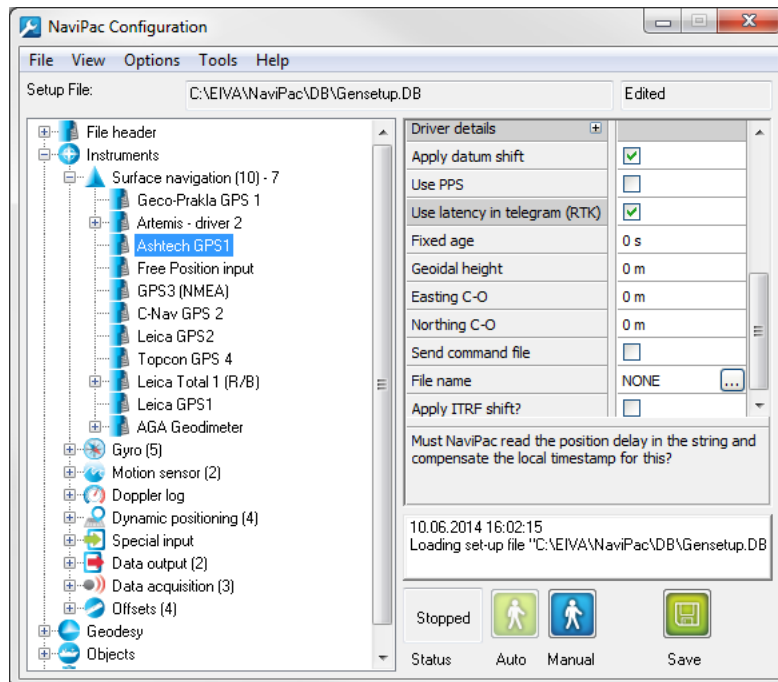 NaviPac Configuration
File View Options Tools Help
Setup File: C:\EIVA\NaviPac\DB\Gensetup.DB Edited
File header
Instruments
Surface navigation (10) - 7
Geco-Prakla GPS 1
Artemis - driver 2
Ashtech GPS1
Free Position input
GPS3 (NMEA)
C-Nav GPS 2
Leica GPS2
Topcon GPS 4
Leica Total 1 (R/B)
Leica GPS1
AGA Geodimeter
Gyro (5)
Motion sensor (2)
Doppler log
Dynamic positioning (4)
Special input
Data output (2)
Data acquisition (3)
Offsets (4)
Geodesy
Objects
Driver details
Apply datum shift
Use PPS
Use latency in telegram (RTK)
Fixed age 0 s
Geoidal height 0 m
Easting C-O 0 m
Northing C-O 0 m
Send command file
File name NONE ...
Apply ITRF shift?
Must NaviPac read the position delay in the string and
compensate the local timestamp for this?
10.06.2014 16:02:15
Loading set-up file "C:\EIVA\NaviPac\DB\Gensetup.DB
Stopped
Status Auto Manual Save